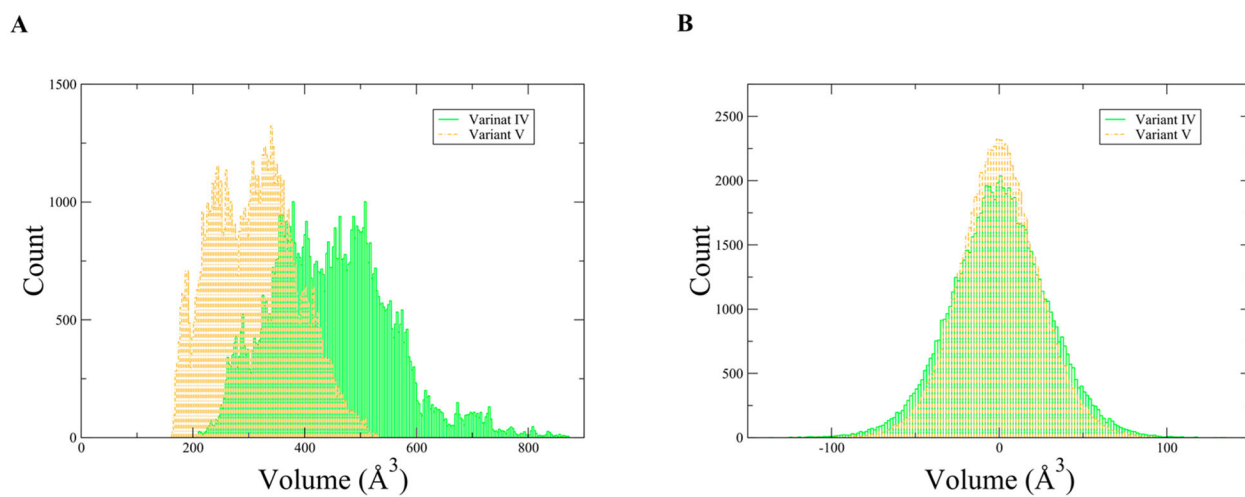 A
B
1500
1000
500
0
Count
0
200
400
600
800
Volume (Å³)
Varinat IV
Variant V
2500
2000
1500
1000
500
0
Count
-100
0
100
Volume (Å³)
Variant IV
Variant V